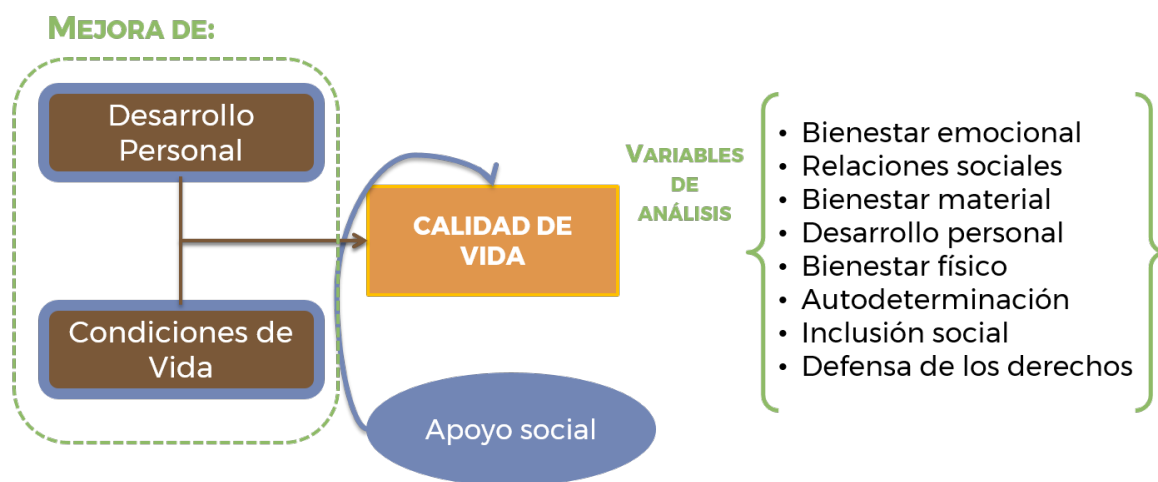 MEJORA DE:
Desarrollo
Personal
Condiciones de
Vida
CALIDAD DE
VIDA
Apoyo social
VARIABLES
DE
ANÁLISIS
• Bienestar emocional
• Relaciones sociales
• Bienestar material
• Desarrollo personal
• Bienestar físico
• Autodeterminación
• Inclusión social
• Defensa de los derechos